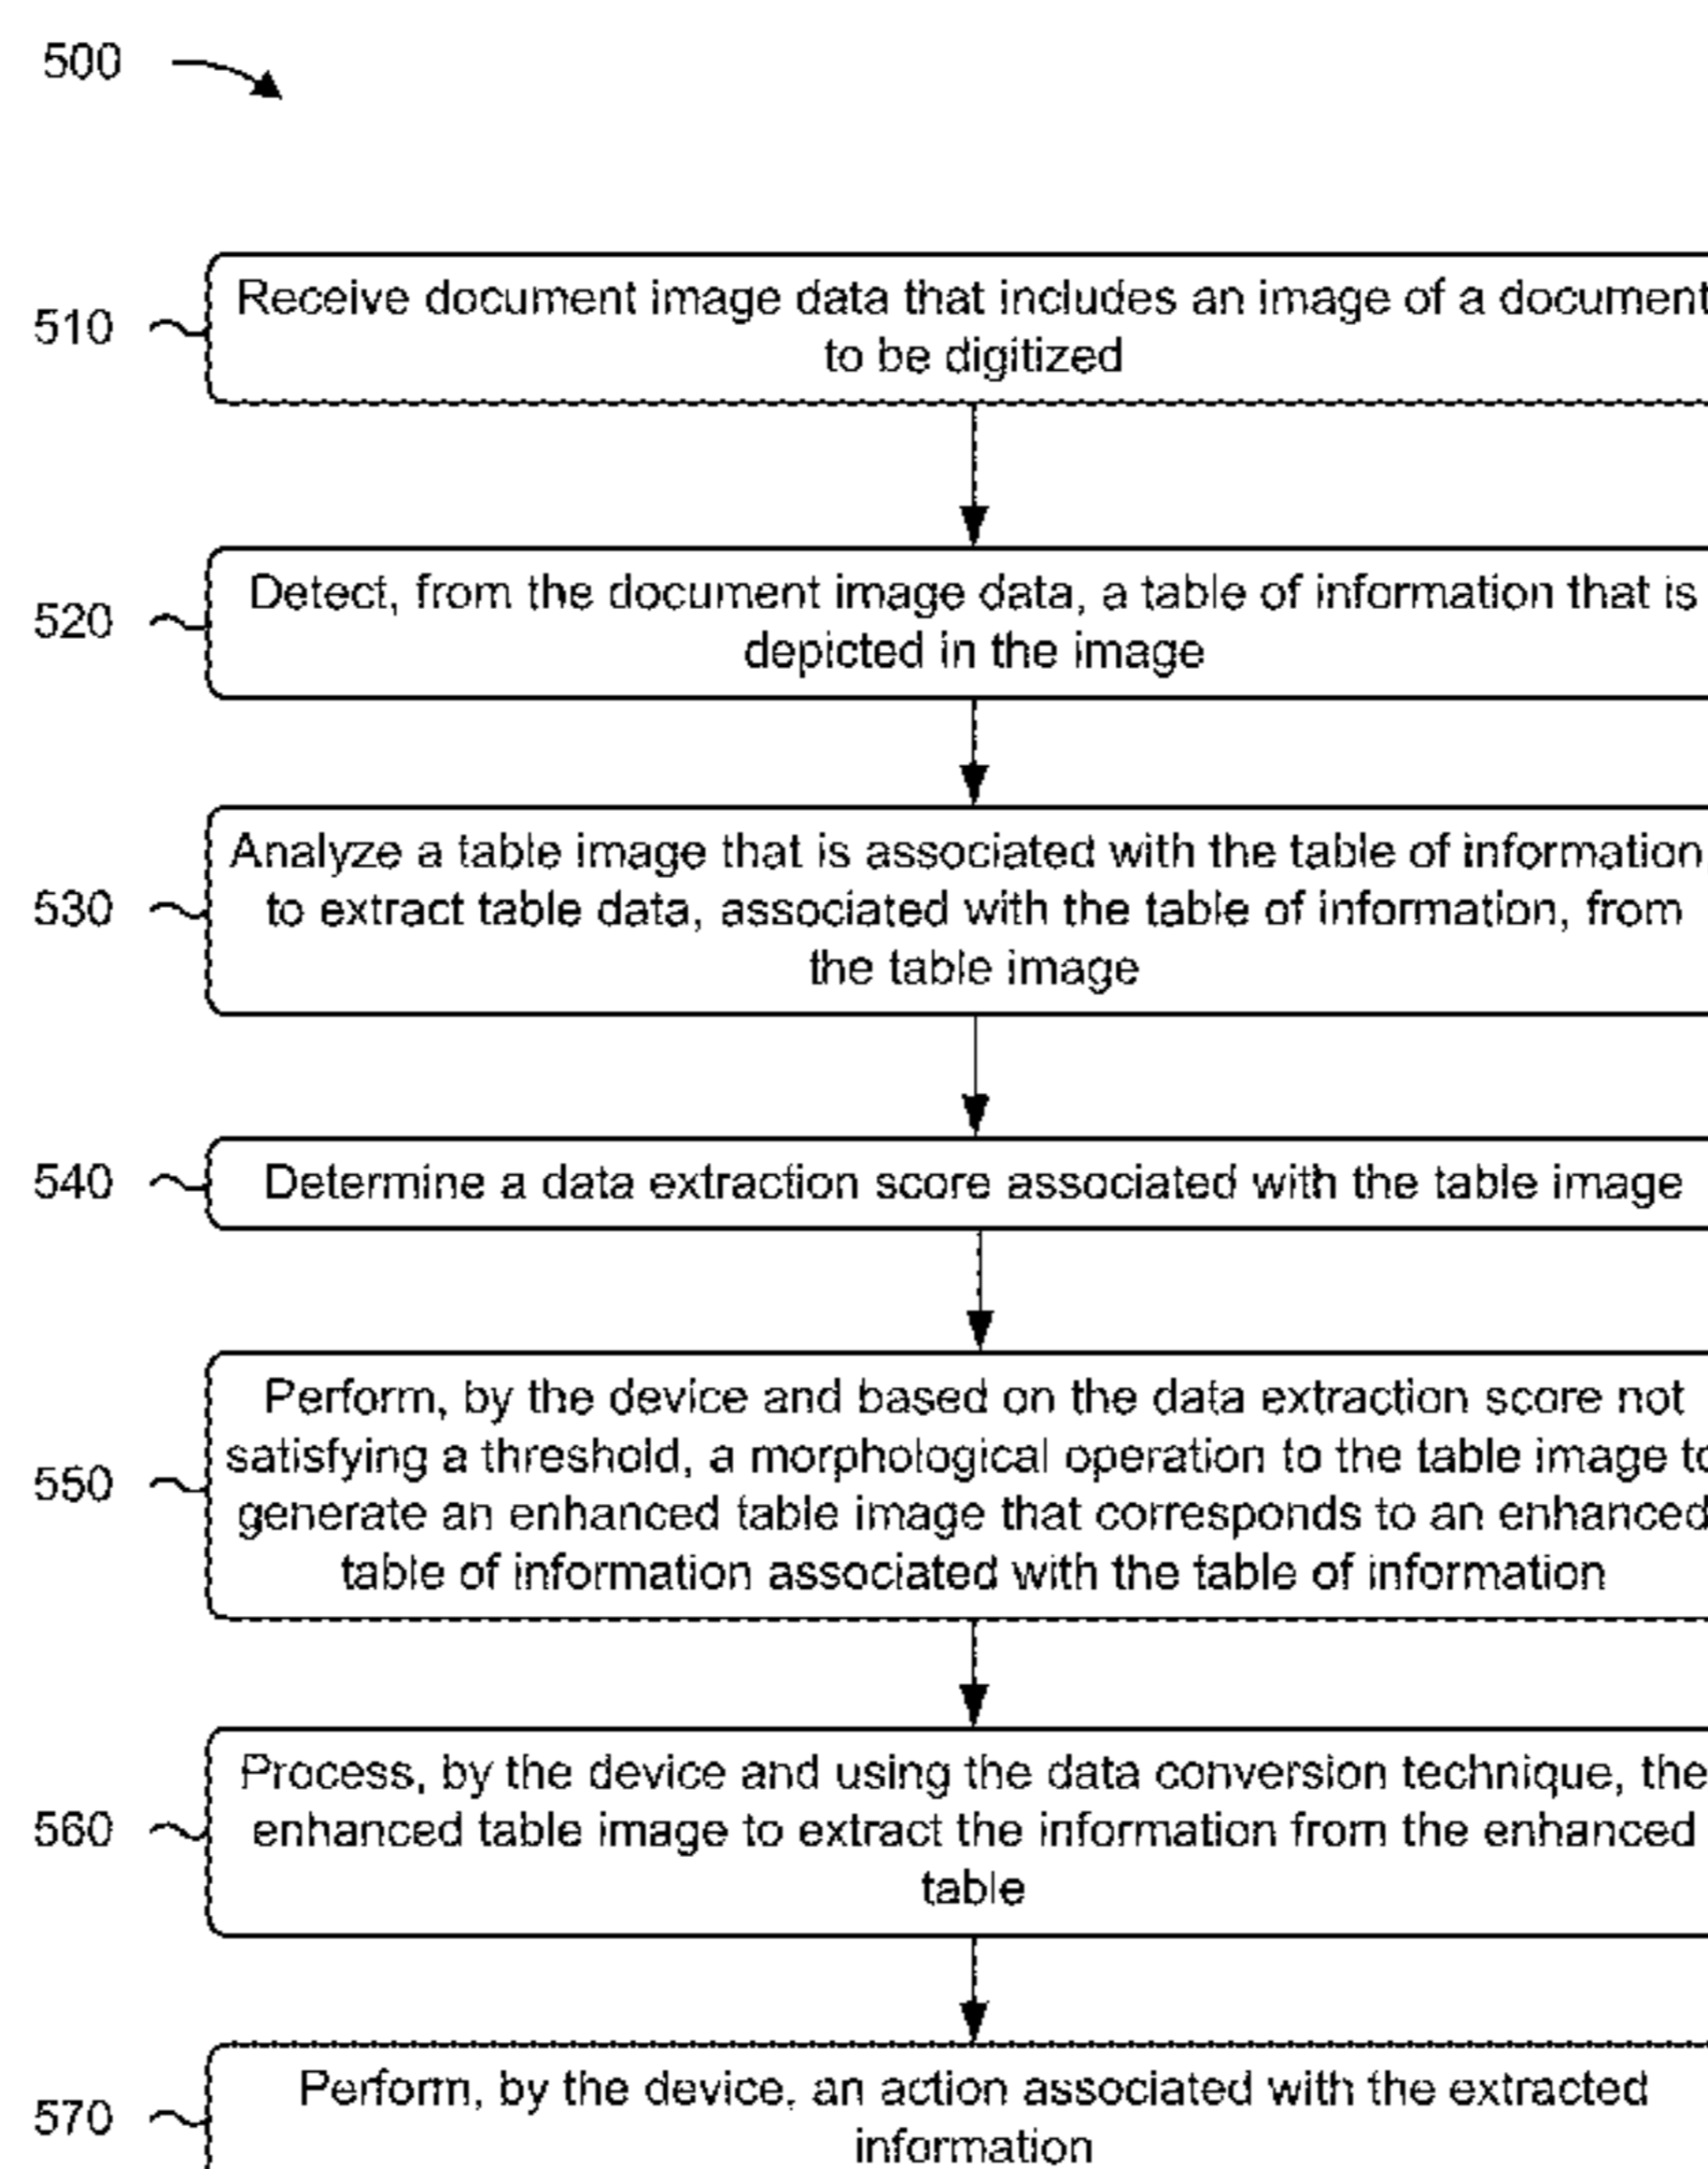 500
510
Receive document image data that includes an image of a document
to be digitized
520
Detect, from the document image data, a table of information that is
depicted in the image
530
Analyze a table image that is associated with the table of information
to extract table data, associated with the table of information, from
the table image
540
Determine a data extraction score associated with the table image
550
Perform, by the device and based on the data extraction score not
satisfying a threshold, a morphological operation to the table image to
generate an enhanced table image that corresponds to an enhanced
table of information associated with the table of information
560
Process, by the device and using the data conversion technique, the
enhanced table image to extract the information from the enhanced
table
570
Perform, by the device, an action associated with the extracted
information